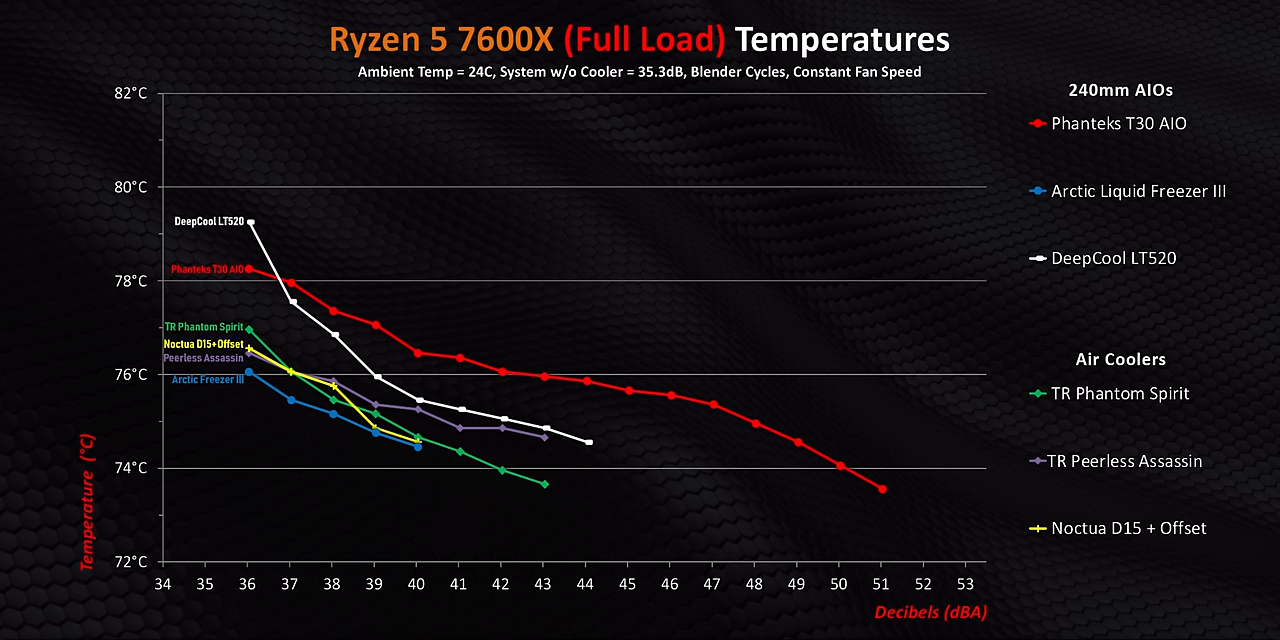 Ryzen 5 7600X (Full Load) Temperatures
Ambient Temp = 24C, System w/o Cooler = 35.3dB, Blender Cycles, Constant Fan Speed
82°C
80°C
78°C
76°C
74°C
72°C
Temperature (°C)
DeepCool LT520
Phanteks T30 AIO
TR Phantom Spirit
Noctua D15+Offset
Peerless Assassin
Arctic Freezer III
34 35 36 37 38 39 40 41 42 43 44 45 46 47 48 49 50 51 52 53
Decibels (dBA)
240mm AIOs
Phanteks T30 AIO
Arctic Liquid Freezer III
DeepCool LT520
Air Coolers
TR Phantom Spirit
TR Peerless Assassin
Noctua D15 + Offset